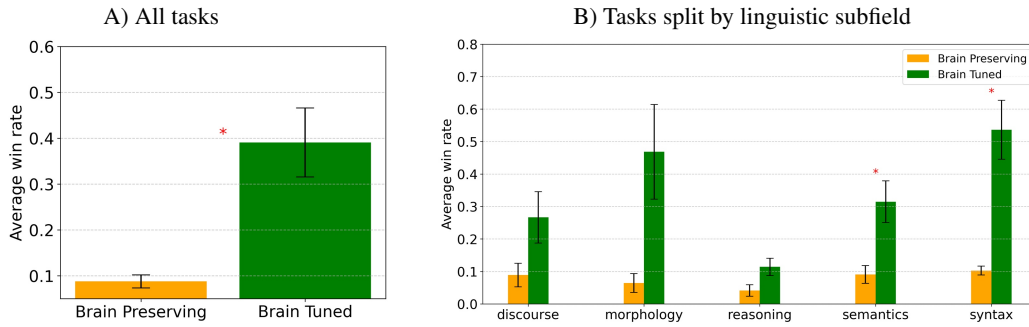 A) All tasks
Average win rate
0.6
0.5
0.4
0.3
0.2
0.1
*
Brain Preserving
Brain Tuned
B) Tasks split by linguistic subfield
Average win rate
0.8
0.7
0.6
0.5
0.4
0.3
0.2
0.1
0.0
Brain Preserving
Brain Tuned
*
*
discourse
morphology
reasoning
semantics
syntax